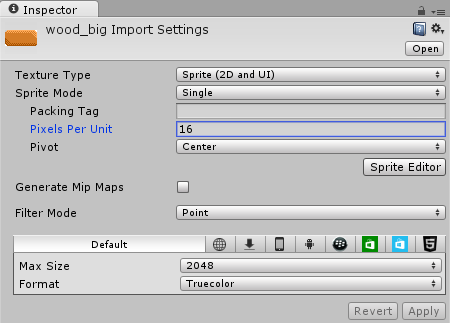 Inspector
wood_big Import Settings
Open
Texture Type Sprite (2D and UI)
Sprite Mode Single
Packing Tag
Pixels Per Unit 16
Pivot Center
Sprite Editor
Generate Mip Maps
Filter Mode Point
Default
Max Size 2048
Format Truecolor
Revert Apply